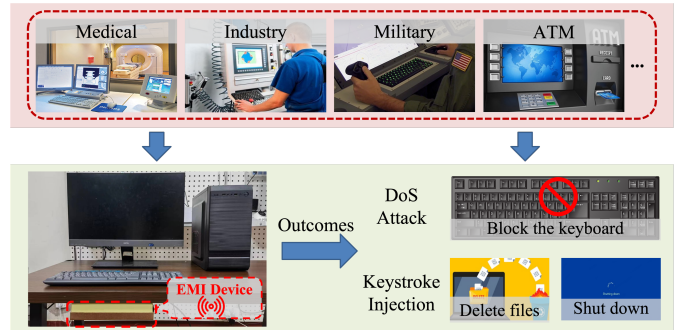 Medical
Industry
Military
ATM
...
EMI Device
Outcomes
DoS
Attack
Block the keyboard
Keystroke
Injection
Delete files
Shut down